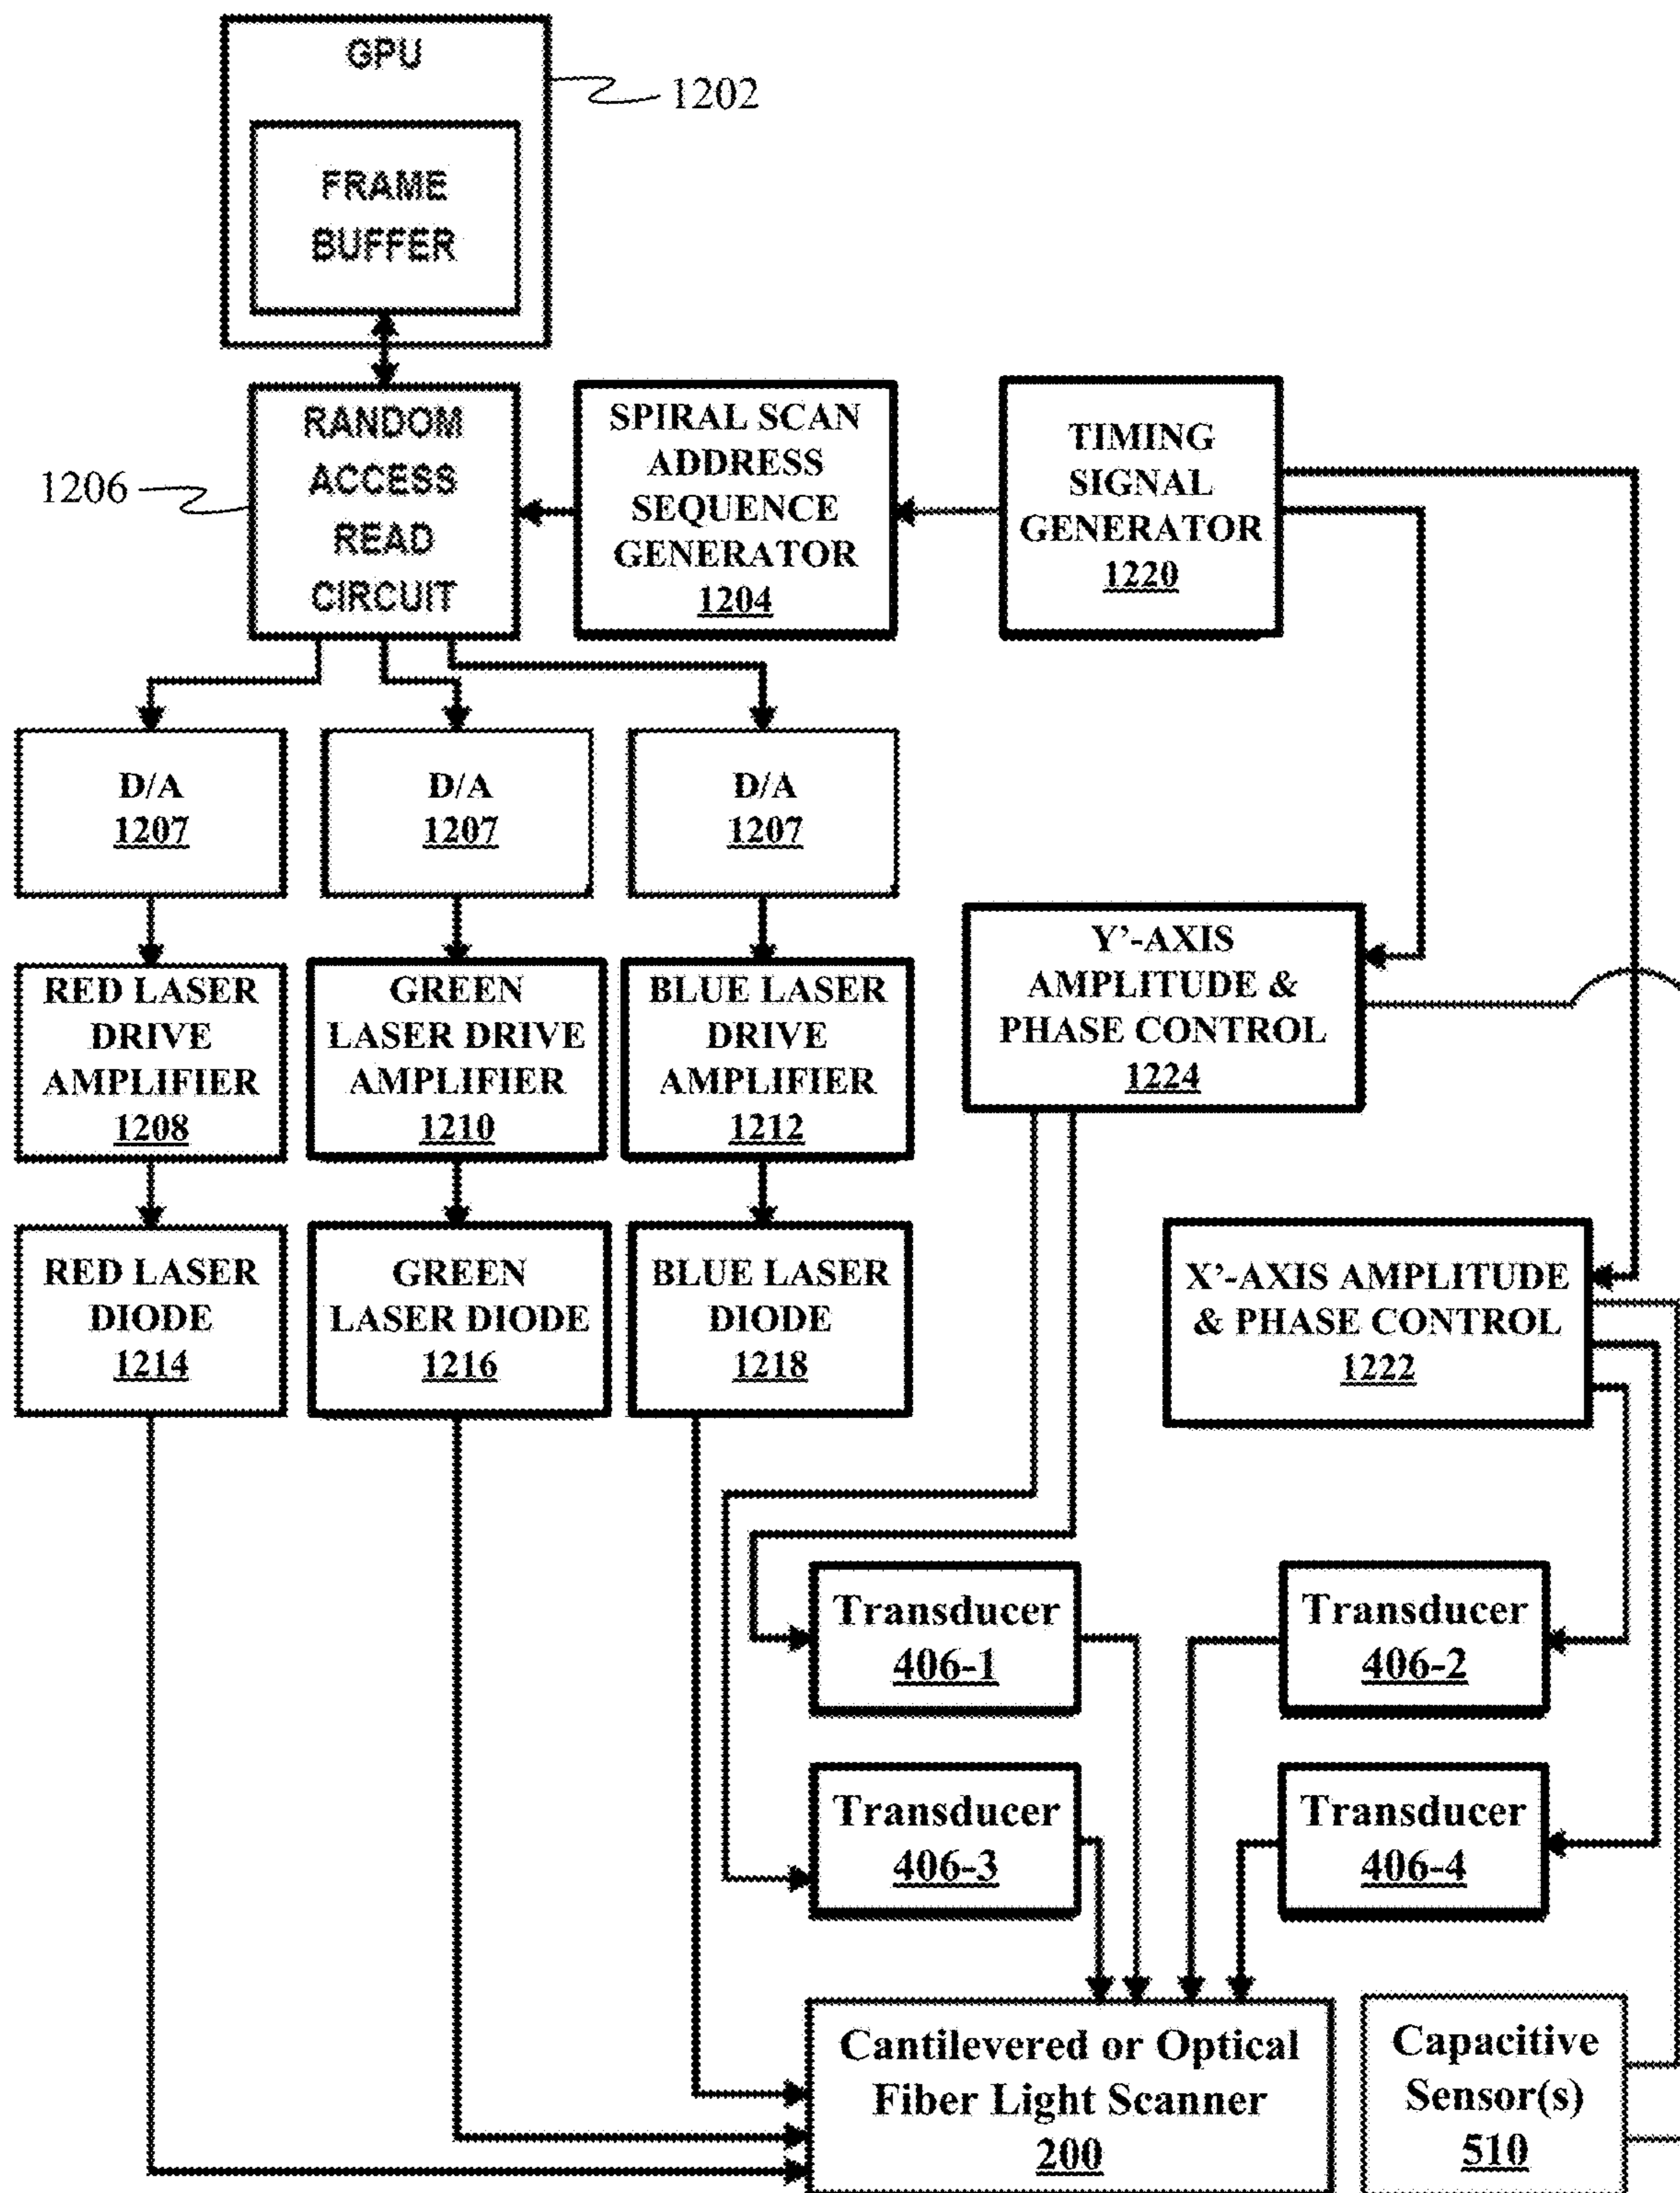 GPU
1202
FRAME
BUFFER
RANDOM
ACCESS
READ
CIRCUIT
1206
SPIRAL SCAN
ADDRESS
SEQUENCE
GENERATOR
1204
TIMING
SIGNAL
GENERATOR
1220
D/A
1207
D/A
1207
D/A
1207
RED LASER
DRIVE
AMPLIFIER
1208
GREEN
LASER DRIVE
AMPLIFIER
1210
BLUE LASER
DRIVE
AMPLIFIER
1212
Y’-AXIS
AMPLITUDE &
PHASE CONTROL
1224
RED LASER
DIODE
1214
GREEN
LASER DIODE
1216
BLUE LASER
DIODE
1218
X’-AXIS AMPLITUDE
& PHASE CONTROL
1222
Transducer
406-1
Transducer
406-2
Transducer
406-3
Transducer
406-4
Cantilevered or Optical
Fiber Light Scanner
200
Capacitive
Sensor(s)
510